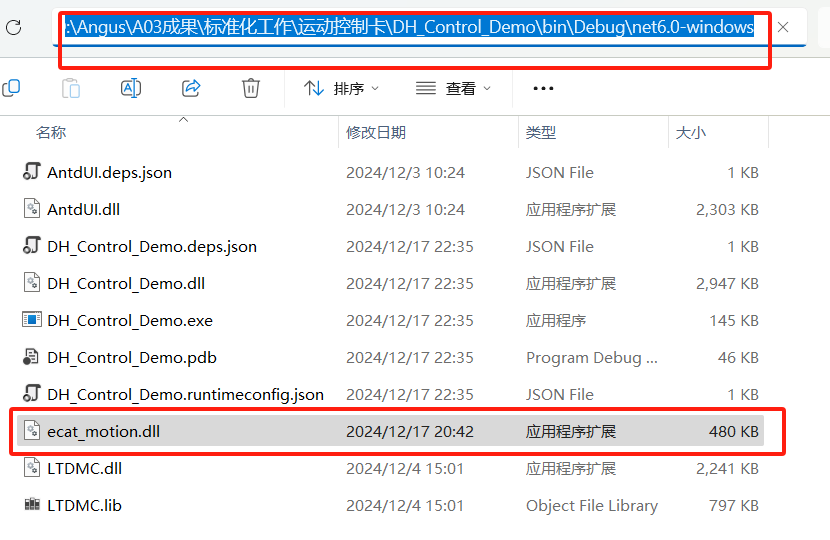 :\Angus\A03成果\标准化工作\运动控制卡\DH_Control_Demo\bin\Debug\net6.0-windows
排序 查看
名称 修改日期 类型 大小
AntdUI.deps.json 2024/12/3 10:24 JSON File 1 KB
AntdUI.dll 2024/12/3 10:24 应用程序扩展 2,303 KB
DH_Control_Demo.deps.json 2024/12/17 22:35 JSON File 1 KB
DH_Control_Demo.dll 2024/12/17 22:35 应用程序扩展 2,947 KB
DH_Control_Demo.exe 2024/12/17 22:35 应用程序 145 KB
DH_Control_Demo.pdb 2024/12/17 22:35 Program Debug ... 46 KB
DH_Control_Demo.runtimeconfig.json 2024/12/17 22:35 JSON File 1 KB
ecat_motion.dll 2024/12/17 20:42 应用程序扩展 480 KB
LTDMC.dll 2024/12/4 15:01 应用程序扩展 2,241 KB
LTDMC.lib 2024/12/4 15:01 Object File Library 797 KB